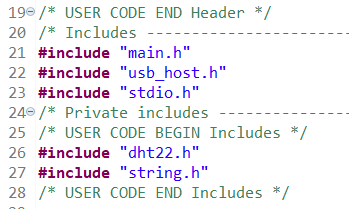 19 /* USER CODE END Header */
20 /* Includes ------------------------
21 #include "main.h"
22 #include "usb_host.h"
23 #include "stdio.h"
24 /* Private includes ----------------
25 /* USER CODE BEGIN Includes */
26 #include "dht22.h"
27 #include "string.h"
28 /* USER CODE END Includes */